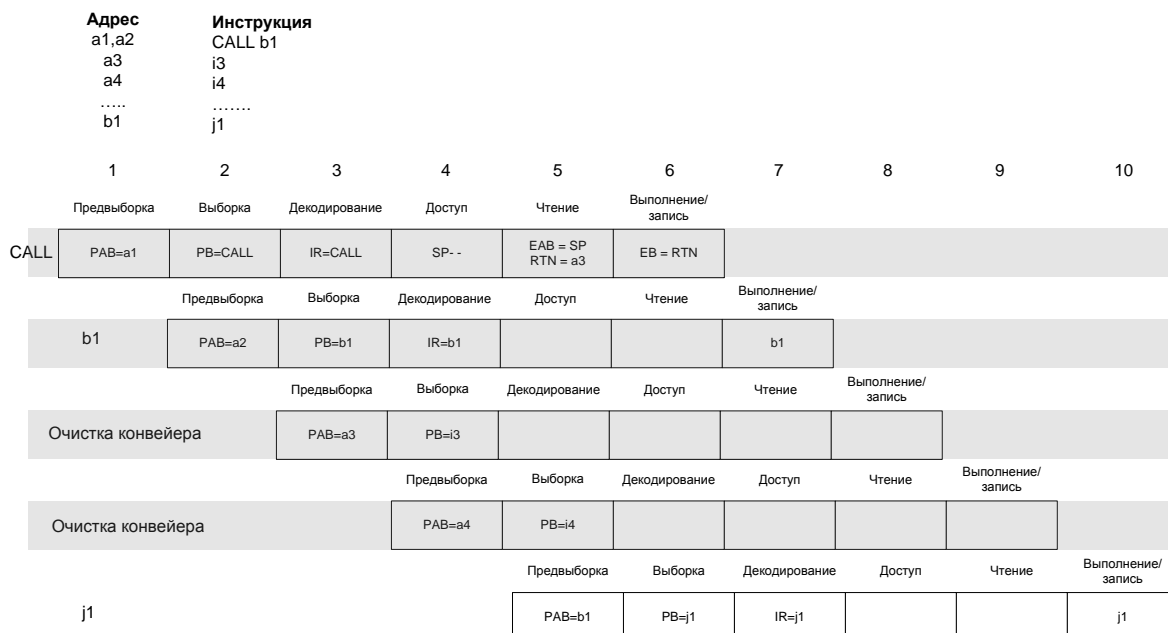 Адрес Инструкция
a1,a2 CALL b1
a3 i3
a4 i4
..... .......
b1 j1
1 2 3 4 5 6 7 8 9 10
Предвыборка Выборка Декодирование Доступ Чтение Выполнение/
запись
CALL PAB=a1 PB=CALL IR=CALL SP- - EAB = SP
RTN = a3 EB = RTN
Предвыборка Выборка Декодирование Доступ Чтение Выполнение/
запись
b1 PAB=a2 PB=b1 IR=b1 b1
Предвыборка Выборка Декодирование Доступ Чтение Выполнение/
запись
Очистка конвейера PAB=a3 PB=i3
Предвыборка Выборка Декодирование Доступ Чтение Выполнение/
запись
Очистка конвейера PAB=a4 PB=i4
Предвыборка Выборка Декодирование Доступ Чтение Выполнение/
запись
j1 PAB=b1 PB=j1 IR=j1 j1